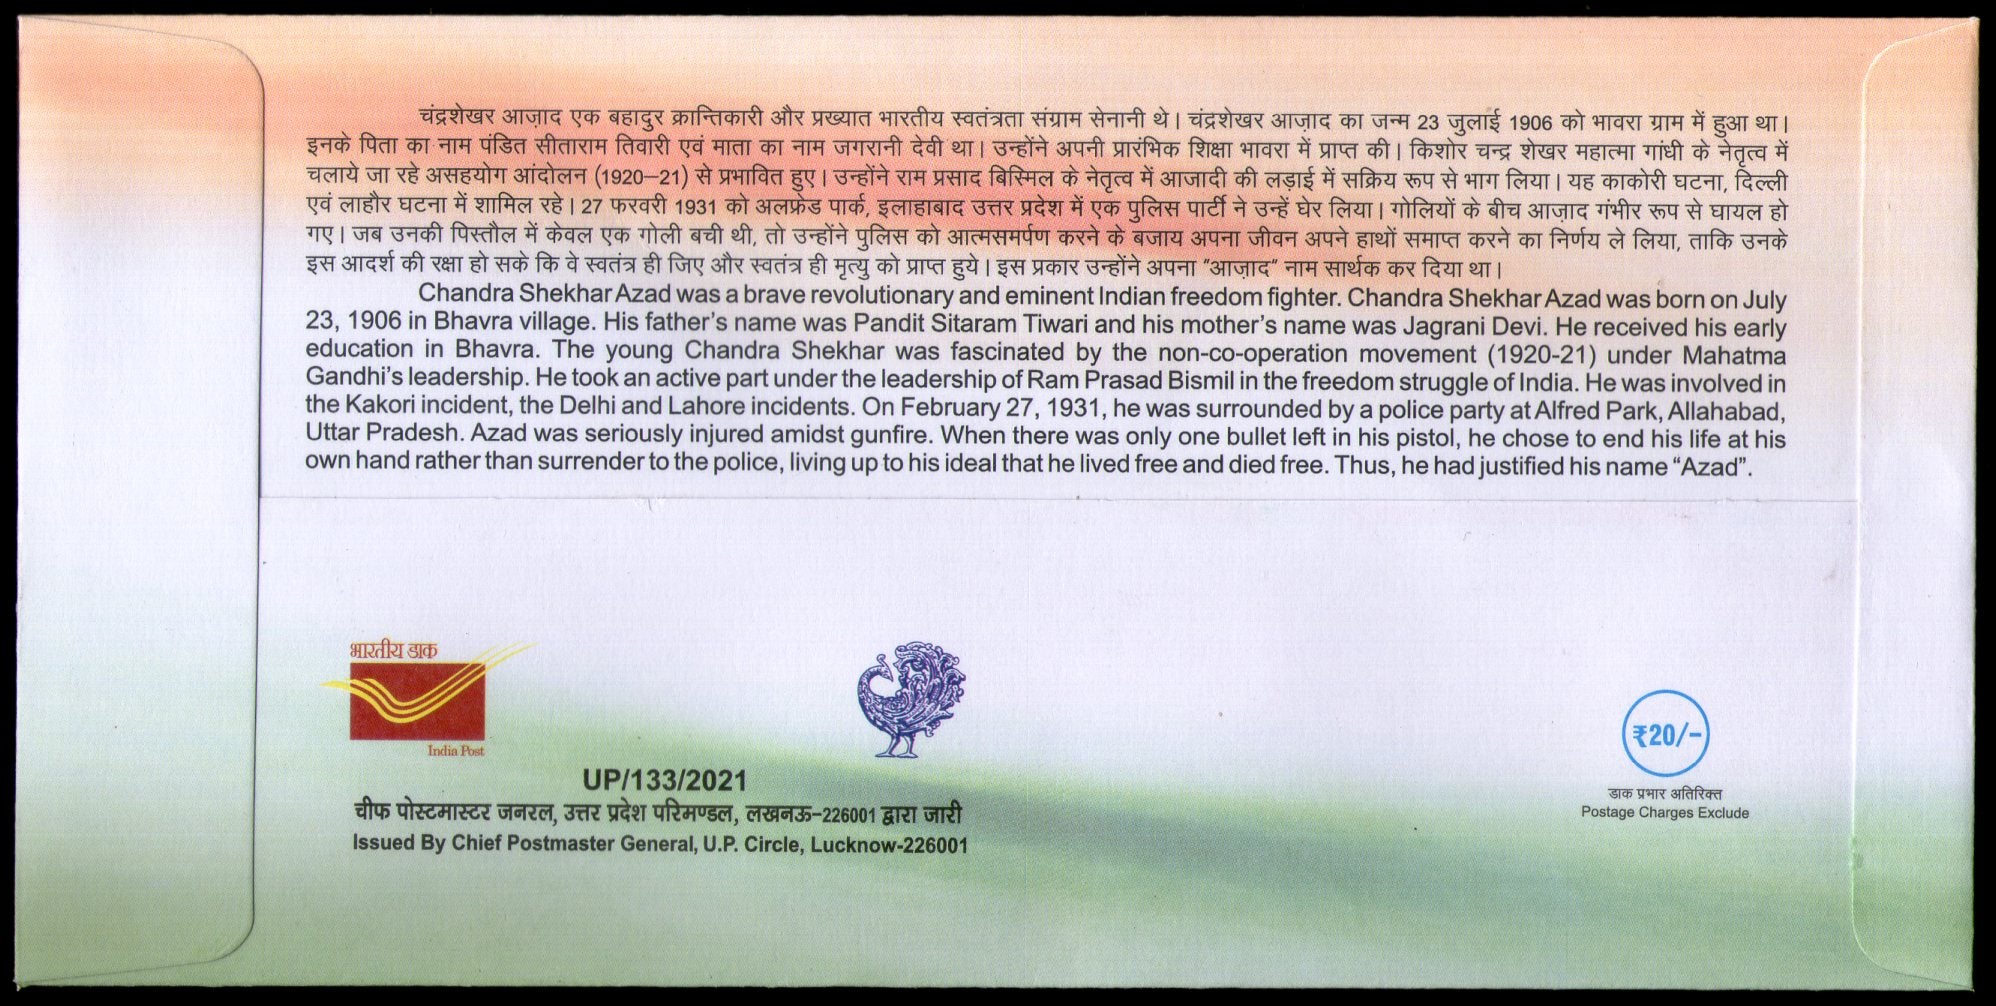 चंद्रशेखर आज़ाद एक बहादुर क्रान्तिकारी और प्रख्यात भारतीय स्वतंत्रता संग्राम सेनानी थे। चंद्रशेखर आज़ाद का जन्म 23 जुलाई 1906 को भावरा ग्राम में हुआ था।
इनके पिता का नाम पंडित सीताराम तिवारी एवं माता का नाम जगरानी देवी था। उन्होंने अपनी प्रारंभिक शिक्षा भावरा में प्राप्त की। किशोर चन्द्र शेखर महात्मा गांधी के नेतृत्व में
चलाये जा रहे असहयोग आंदोलन (1920–21) से प्रभावित हुए। उन्होंने राम प्रसाद बिस्मिल के नेतृत्व में आजादी की लड़ाई में सक्रिय रूप से भाग लिया। यह काकोरी घटना, दिल्ली
एवं लाहौर घटना में शामिल रहे। 27 फरवरी 1931 को अलफ्रेड पार्क, इलाहाबाद उत्तर प्रदेश में एक पुलिस पार्टी ने उन्हें घेर लिया। गोलियों के बीच आज़ाद गंभीर रूप से घायल हो
गए। जब उनकी पिस्तौल में केवल एक गोली बची थी, तो उन्होंने पुलिस को आत्मसमर्पण करने के बजाय अपना जीवन अपने हाथों समाप्त करने का निर्णय ले लिया, ताकि उनके
इस आदर्श की रक्षा हो सके कि वे स्वतंत्र ही जिए और स्वतंत्र ही मृत्यु को प्राप्त हुये। इस प्रकार उन्होंने अपना "आज़ाद" नाम सार्थक कर दिया था।
Chandra Shekhar Azad was a brave revolutionary and eminent Indian freedom fighter. Chandra Shekhar Azad was born on July
23, 1906 in Bhavra village. His father's name was Pandit Sitaram Tiwari and his mother's name was Jagrani Devi. He received his early
education in Bhavra. The young Chandra Shekhar was fascinated by the non-co-operation movement (1920-21) under Mahatma
Gandhi's leadership. He took an active part under the leadership of Ram Prasad Bismil in the freedom struggle of India. He was involved in
the Kakori incident, the Delhi and Lahore incidents. On February 27, 1931, he was surrounded by a police party at Alfred Park, Allahabad,
Uttar Pradesh. Azad was seriously injured amidst gunfire. When there was only one bullet left in his pistol, he chose to end his life at his
own hand rather than surrender to the police, living up to his ideal that he lived free and died free. Thus, he had justified his name “Azad”.
भारतीय डाक
India Post
UP/133/2021
चीफ पोस्टमास्टर जनरल, उत्तर प्रदेश परिमण्डल, लखनऊ-226001 द्वारा जारी
Issued By Chief Postmaster General, U.P. Circle, Lucknow-226001
₹20/-
डाक प्रभार अतिरिक्त
Postage Charges Exclude